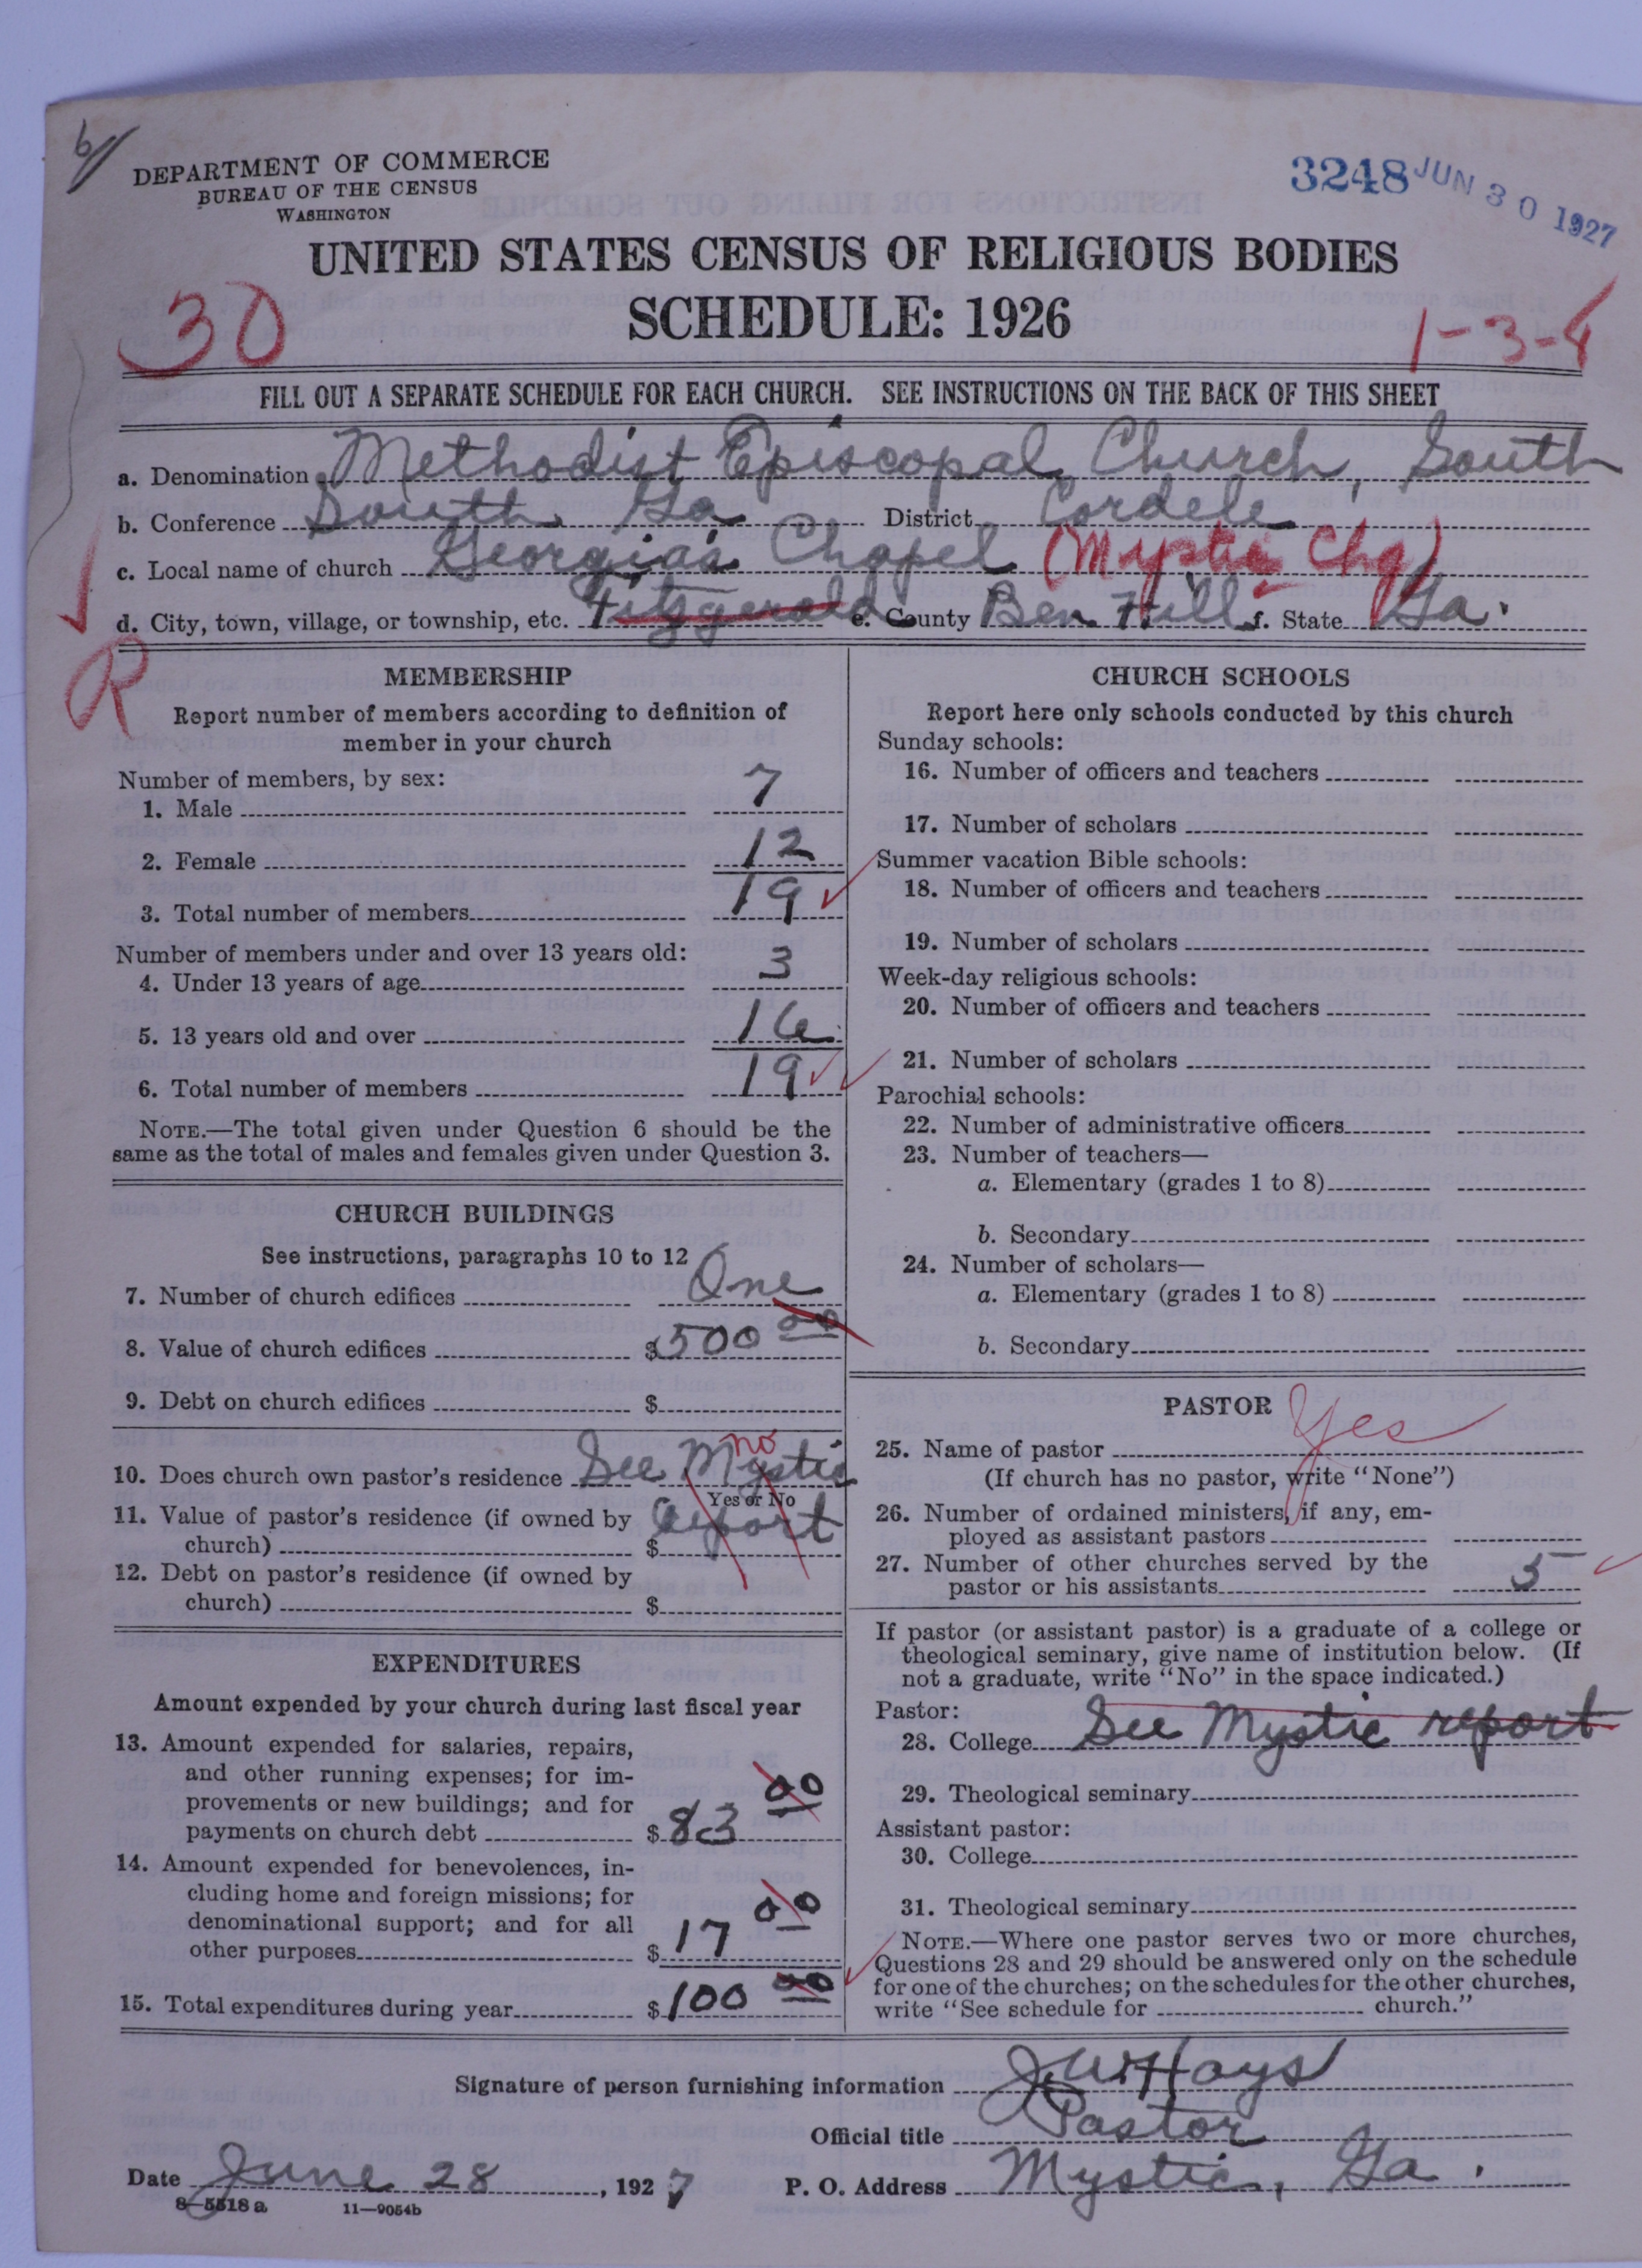 6
DEPARTMENT OF COMMERCE
BUREAU OF THE CENSUS
WASHINGTON
3248 JUN 30 1927
UNITED STATES CENSUS OF RELIGIOUS BODIES
SCHEDULE: 1926
30
1-3-4
FILL OUT A SEPARATE SCHEDULE FOR EACH CHURCH. SEE INSTRUCTIONS ON THE BACK OF THIS SHEET
a. Denomination Methodist Episcopal Church, South
b. Conference South Ga District Cordele
c. Local name of church Georgia's Chapel (Mystic Chg)
d. City, town, village, or township, etc. Fitzgerald e. County Ben Hill f. State Ga.
R
MEMBERSHIP
Report number of members according to definition of
member in your church
Number of members, by sex:
1. Male 7
2. Female 12
3. Total number of members 19
Number of members under and over 13 years old:
4. Under 13 years of age 3
5. 13 years old and over 16
6. Total number of members 19
NOTE.—The total given under Question 6 should be the
same as the total of males and females given under Question 3.
CHURCH BUILDINGS
See instructions, paragraphs 10 to 12
7. Number of church edifices One
8. Value of church edifices $500 00
9. Debt on church edifices $
no
10. Does church own pastor's residence See Mystic
Yes or No
11. Value of pastor's residence (if owned by report
church) $
12. Debt on pastor's residence (if owned by
church) $
EXPENDITURES
Amount expended by your church during last fiscal year
13. Amount expended for salaries, repairs,
and other running expenses; for im-
provements or new buildings; and for
payments on church debt $83 00
14. Amount expended for benevolences, in-
cluding home and foreign missions; for
denominational support; and for all
other purposes $17 00
15. Total expenditures during year $100 00
CHURCH SCHOOLS
Report here only schools conducted by this church
Sunday schools:
16. Number of officers and teachers
17. Number of scholars
Summer vacation Bible schools:
18. Number of officers and teachers
19. Number of scholars
Week-day religious schools:
20. Number of officers and teachers
21. Number of scholars
Parochial schools:
22. Number of administrative officers
23. Number of teachers—
a. Elementary (grades 1 to 8)
b. Secondary
24. Number of scholars—
a. Elementary (grades 1 to 8)
b. Secondary
PASTOR
25. Name of pastor Yes
(If church has no pastor, write "None")
26. Number of ordained ministers, if any, em-
ployed as assistant pastors
27. Number of other churches served by the
pastor or his assistants 5
If pastor (or assistant pastor) is a graduate of a college or
theological seminary, give name of institution below. (If
not a graduate, write "No" in the space indicated.)
Pastor:
28. College See Mystic report
29. Theological seminary
Assistant pastor:
30. College
31. Theological seminary
NOTE.—Where one pastor serves two or more churches,
Questions 28 and 29 should be answered only on the schedule
for one of the churches; on the schedules for the other churches,
write "See schedule for church."
Signature of person furnishing information J W Hays
Official title Pastor
Date June 28, 1927 P. O. Address Mystic, Ga.
8—5518 a 11—9054b